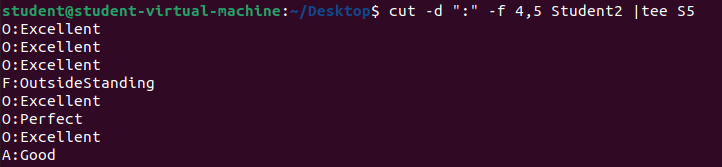 student@student-virtual-machine:~/Desktop$ cut -d ":" -f 4,5 Student2 |tee S5
O:Excellent
O:Excellent
O:Excellent
F:OutsideStanding
O:Excellent
O:Perfect
O:Excellent
A:Good